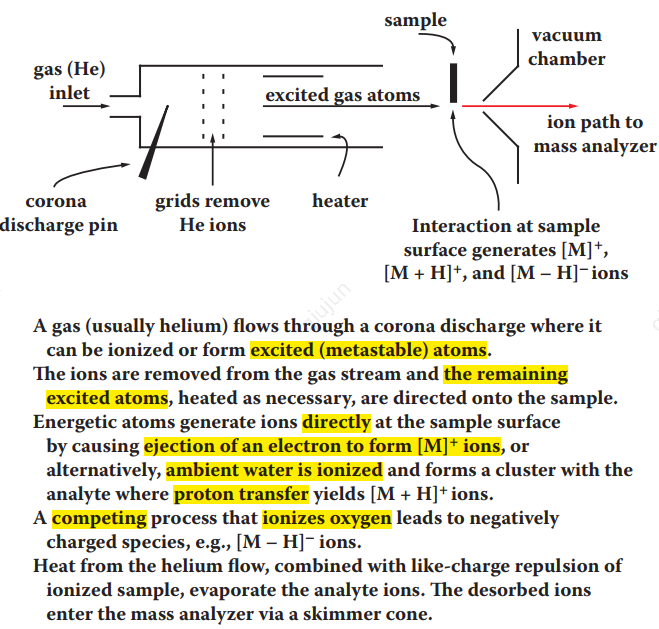 sample
vacuum
chamber
gas (He)
inlet
excited gas atoms
ion path to
mass analyzer
corona
discharge pin
grids remove
He ions
heater
Interaction at sample
surface generates [M]⁺,
[M + H]⁺, and [M – H]⁻ ions
A gas (usually helium) flows through a corona discharge where it
can be ionized or form excited (metastable) atoms.
The ions are removed from the gas stream and the remaining
excited atoms, heated as necessary, are directed onto the sample.
Energetic atoms generate ions directly at the sample surface
by causing ejection of an electron to form [M]⁺ ions, or
alternatively, ambient water is ionized and forms a cluster with the
analyte where proton transfer yields [M + H]⁺ ions.
A competing process that ionizes oxygen leads to negatively
charged species, e.g., [M – H]⁻ ions.
Heat from the helium flow, combined with like-charge repulsion of
ionized sample, evaporate the analyte ions. The desorbed ions
enter the mass analyzer via a skimmer cone.